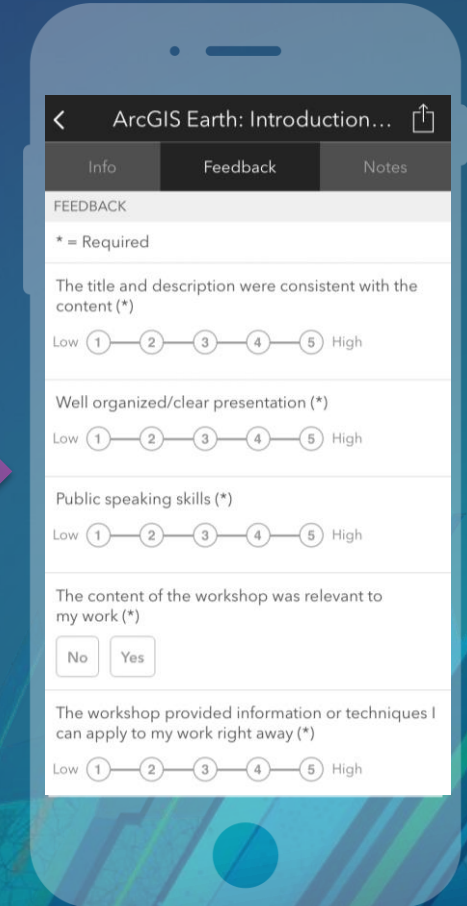 ArcGIS Earth: Introduction...
Info Feedback Notes
FEEDBACK
* = Required
The title and description were consistent with the
content (*)
Low 1 2 3 4 5 High
Well organized/clear presentation (*)
Low 1 2 3 4 5 High
Public speaking skills (*)
Low 1 2 3 4 5 High
The content of the workshop was relevant to
my work (*)
No Yes
The workshop provided information or techniques I
can apply to my work right away (*)
Low 1 2 3 4 5 High